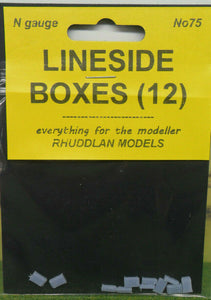 N gauge No75
LINESIDE
BOXES (12)
everything for the modeller
RHUDDLAN MODELS